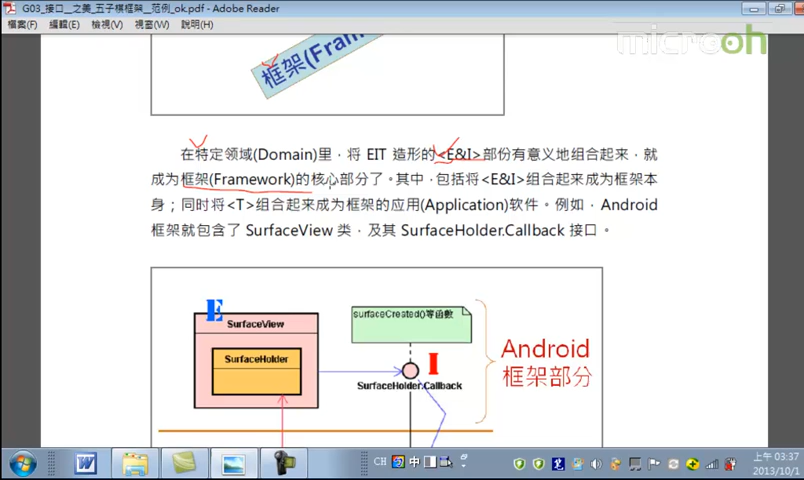 G03_接口__之美_五子棋框架__范例_ok.pdf - Adobe Reader
檔案(F) 編輯(E) 檢視(V) 視窗(W) 說明(H)
microoh
框架(Fram
在特定领域(Domain)里，将 EIT 造形的<E&I>部份有意义地组合起来，就
成为框架(Framework)的核心部分了。其中，包括将<E&I>组合起来成为框架本
身；同时将<T>组合起来成为框架的应用(Application)软件。例如，Android
框架就包含了 SurfaceView 类，及其 SurfaceHolder.Callback 接口。
E
SurfaceView
SurfaceHolder
surfaceCreated()等函數
I
SurfaceHolder.Callback
Android
框架部分
CH 中
上午 03:37
2013/10/1